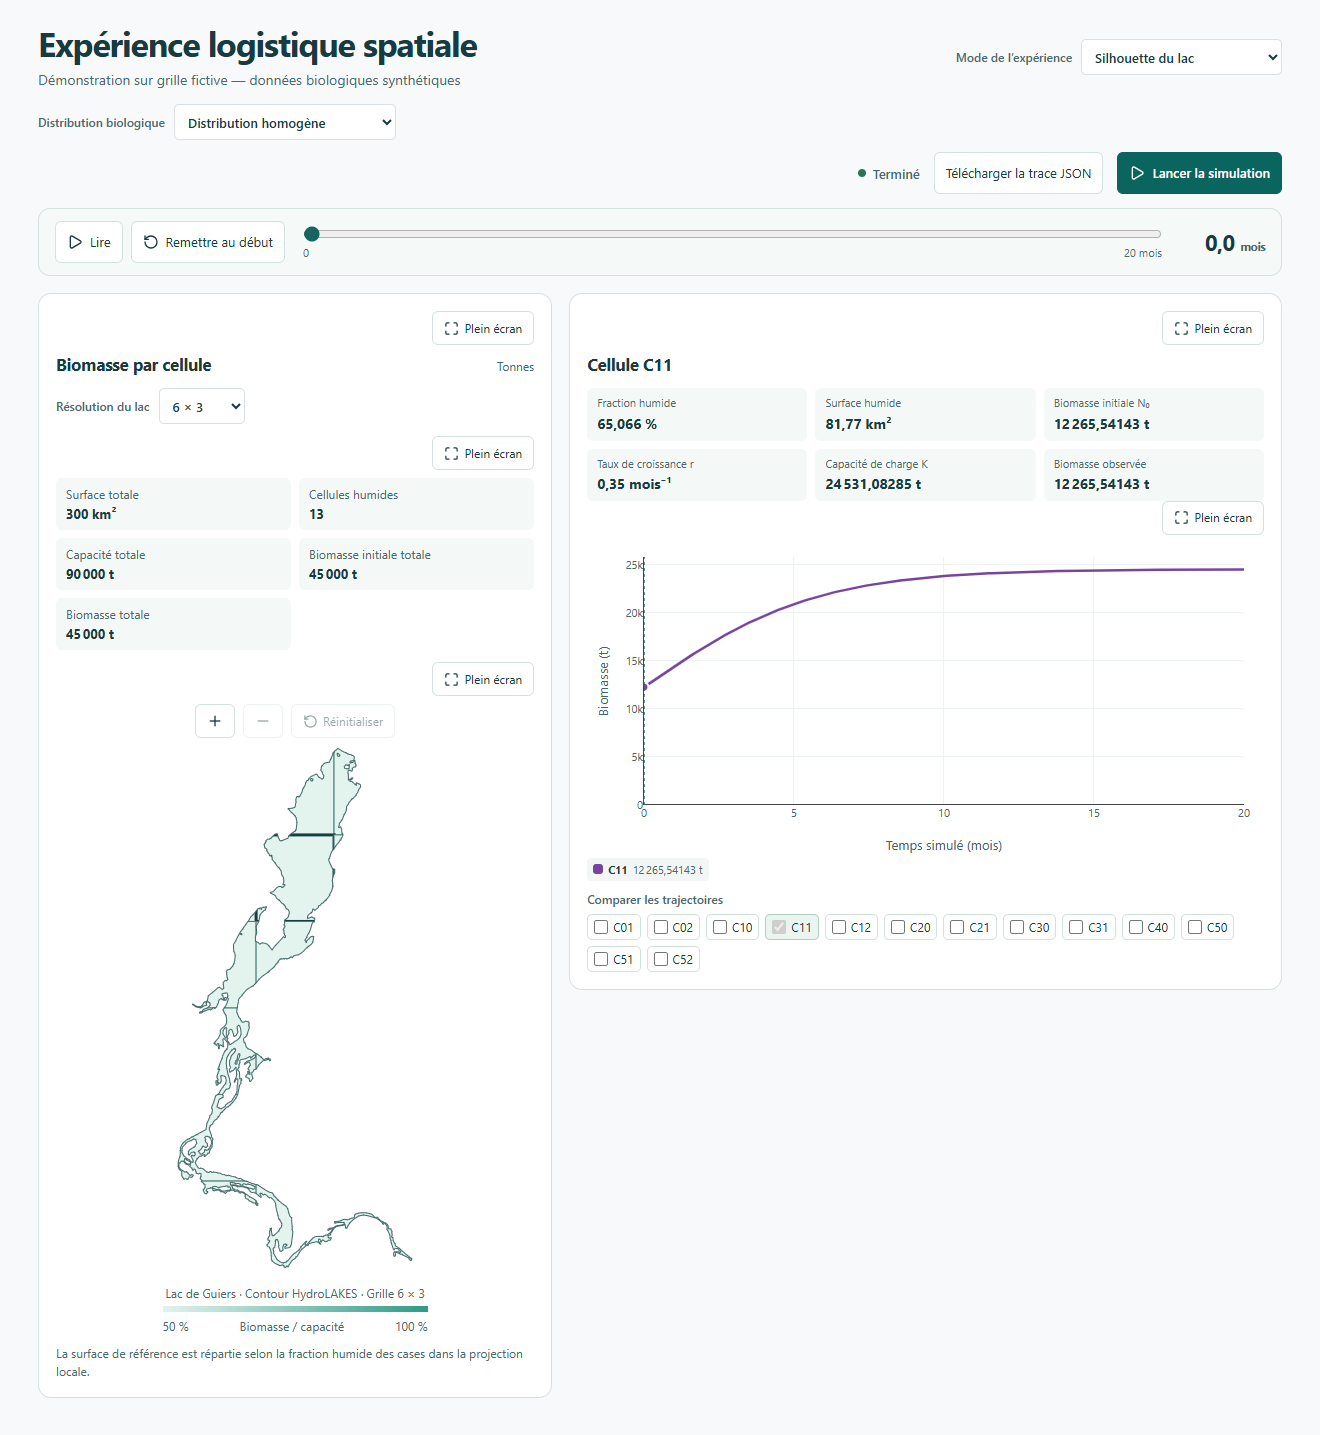 Expérience logistique spatiale
Démonstration sur grille fictive — données biologiques synthétiques
Mode de l'expérience
Silhouette du lac
Distribution biologique
Distribution homogène
Terminé
Télécharger la trace JSON
Lancer la simulation
Lire
Remettre au début
0
20 mois
0,0 mois
Plein écran
Biomasse par cellule
Tonnes
Résolution du lac
6 × 3
Plein écran
Surface totale
300 km²
Cellules humides
13
Capacité totale
90 000 t
Biomasse initiale totale
45 000 t
Biomasse totale
45 000 t
Plein écran
+
−
Réinitialiser
Lac de Guiers · Contour HydroLAKES · Grille 6 × 3
50 %
Biomasse / capacité
100 %
La surface de référence est répartie selon la fraction humide des cases dans la projection
locale.
Plein écran
Cellule C11
Fraction humide
65,066 %
Surface humide
81,77 km²
Biomasse initiale N₀
12 265,54143 t
Taux de croissance r
0,35 mois⁻¹
Capacité de charge K
24 531,08285 t
Biomasse observée
12 265,54143 t
Plein écran
25k
20k
15k
10k
5k
0
Biomasse (t)
0
5
10
15
20
Temps simulé (mois)
C11 12 265,54143 t
Comparer les trajectoires
C01
C02
C10
C11
C12
C20
C21
C30
C31
C40
C50
C51
C52